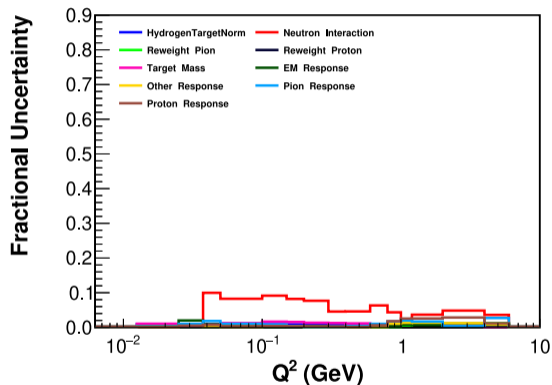 Fractional Uncertainty
0.9
0.8
0.7
0.6
0.5
0.4
0.3
0.2
0.1
0.0
HydrogenTargetNorm Neutron Interaction
Reweight Pion Reweight Proton
Target Mass EM Response
Other Response Pion Response
Proton Response
10⁻² 10⁻¹ 1 10
Q² (GeV)